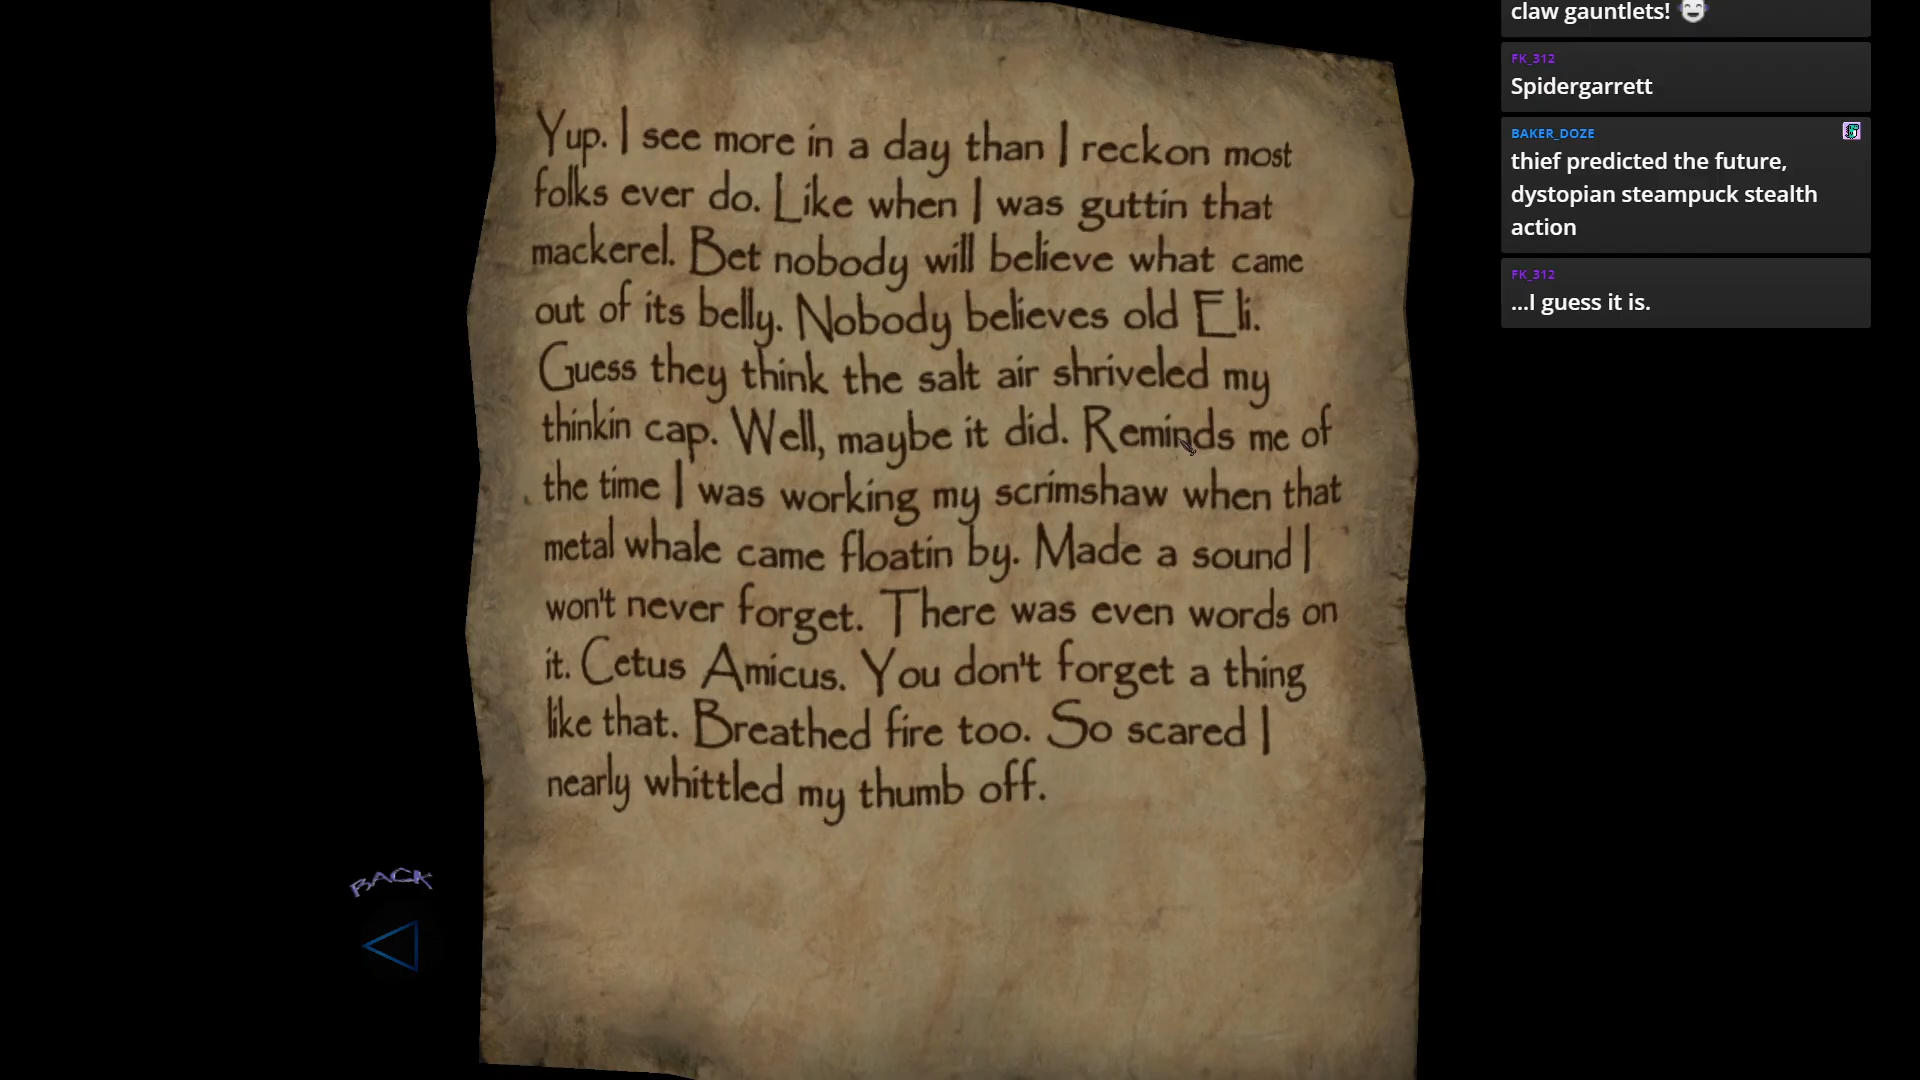 Yup. I see more in a day than I reckon most
folks ever do. Like when I was guttin that
mackerel. Bet nobody will believe what came
out of its belly. Nobody believes old Eli.
Guess they think the salt air shriveled my
thinkin cap. Well, maybe it did. Reminds me of
the time I was working my scrimshaw when that
metal whale came floatin by. Made a sound I
won't never forget. There was even words on
it. Cetus Amicus. You don't forget a thing
like that. Breathed fire too. So scared I
nearly whittled my thumb off.
BACK
claw gauntlets!
FK_312
Spidergarrett
BAKER_DOZE
thief predicted the future,
dystopian steampuck stealth
action
FK_312
...I guess it is.